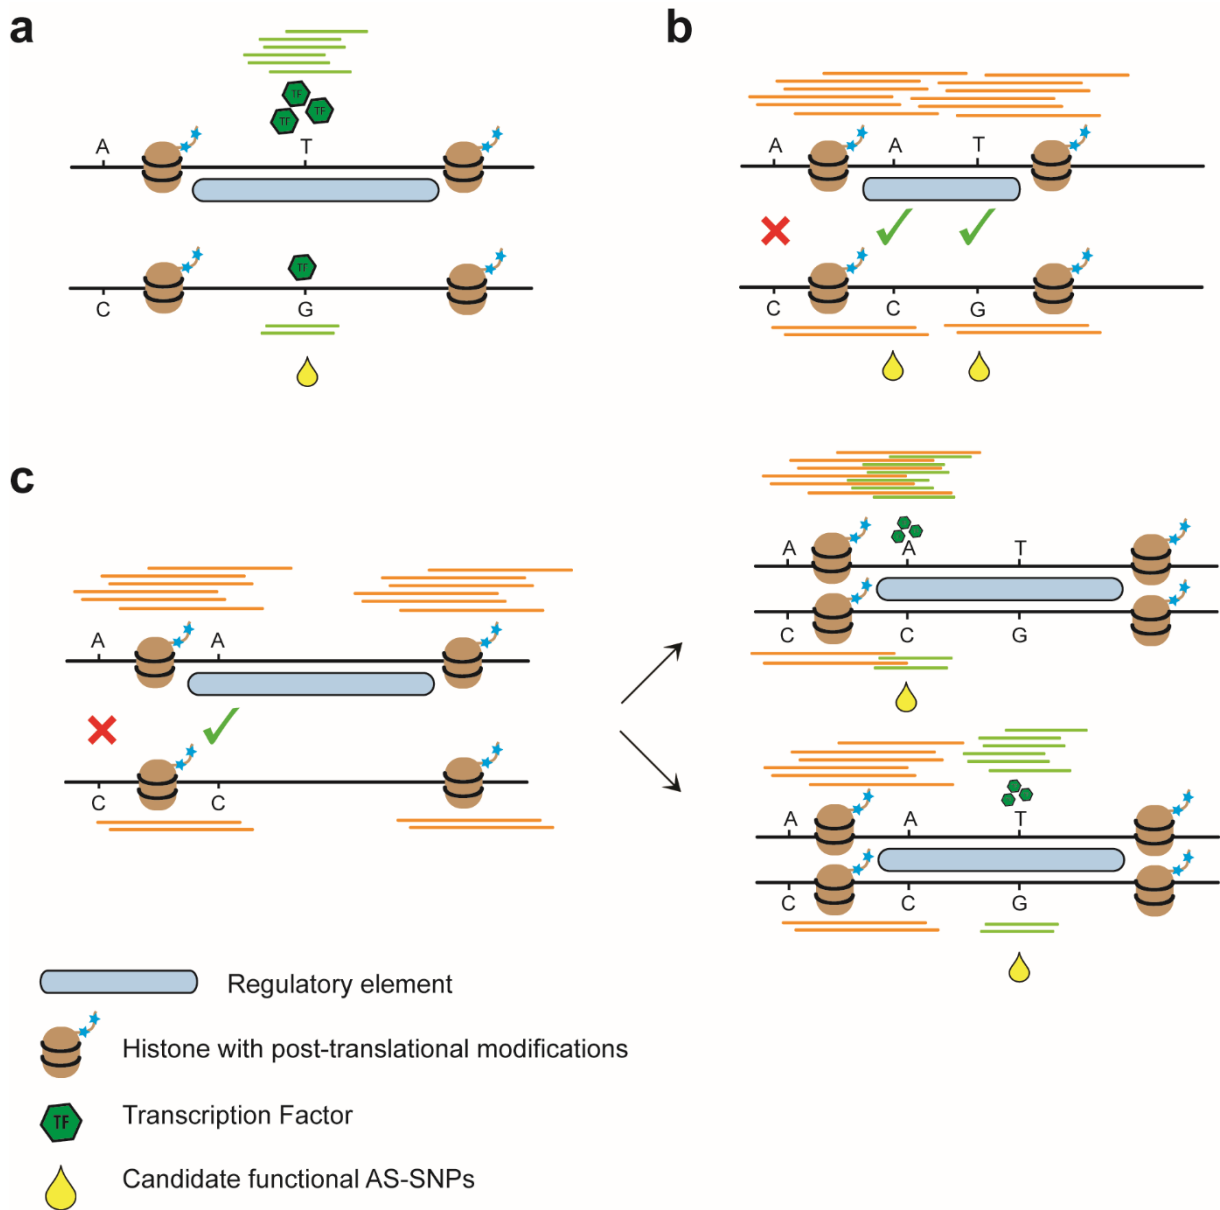 a
TF
TF
TF
A
T
TF
C
G
b
A
A
T
C
C
G
c
A
A
C
C
A
A
T
C
C
G
A
A
T
C
C
G
Regulatory element
Histone with post-translational modifications
TF
Transcription Factor
Candidate functional AS-SNPs